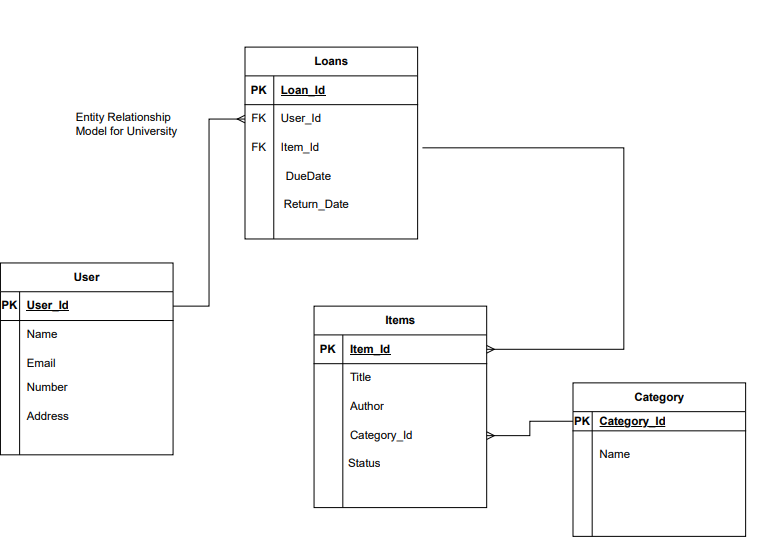 Loans
PK Loan_Id
Entity Relationship
Model for University
FK User_Id
FK Item_Id
DueDate
Return_Date
User
PK User_Id
Name
Email
Number
Address
Items
PK Item_Id
Title
Author
Category_Id
Status
Category
PK Category_Id
Name